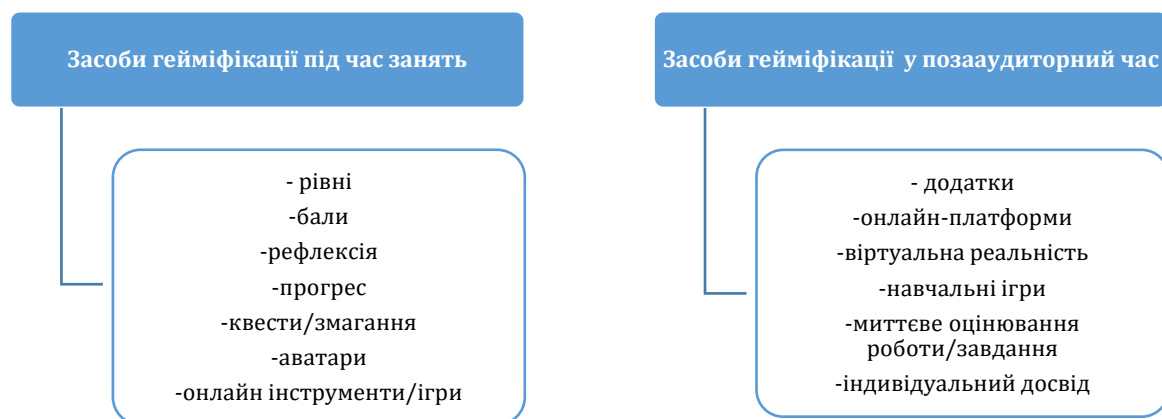 Засоби гейміфікації під час занять
- рівні
-бали
-рефлексія
-прогрес
-квести/змагання
-аватари
-онлайн інструменти/ігри
Засоби гейміфікації у позааудиторний час
- додатки
-онлайн-платформи
-віртуальна реальність
-навчальні ігри
-миттєве оцінювання
роботи/завдання
-індивідуальний досвід